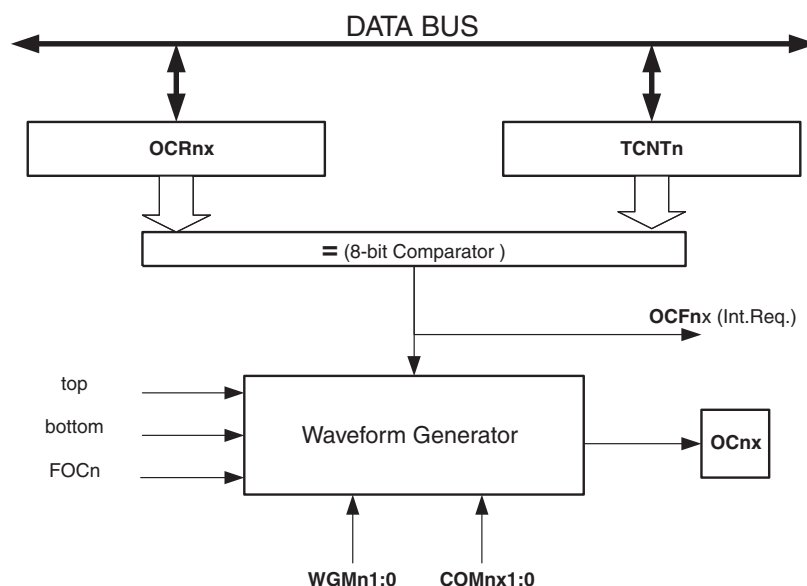 DATA BUS
OCRnx
TCNTn
= (8-bit Comparator )
OCFnx (Int.Req.)
top
bottom
FOCn
Waveform Generator
OCnx
WGMn1:0
COMnx1:0